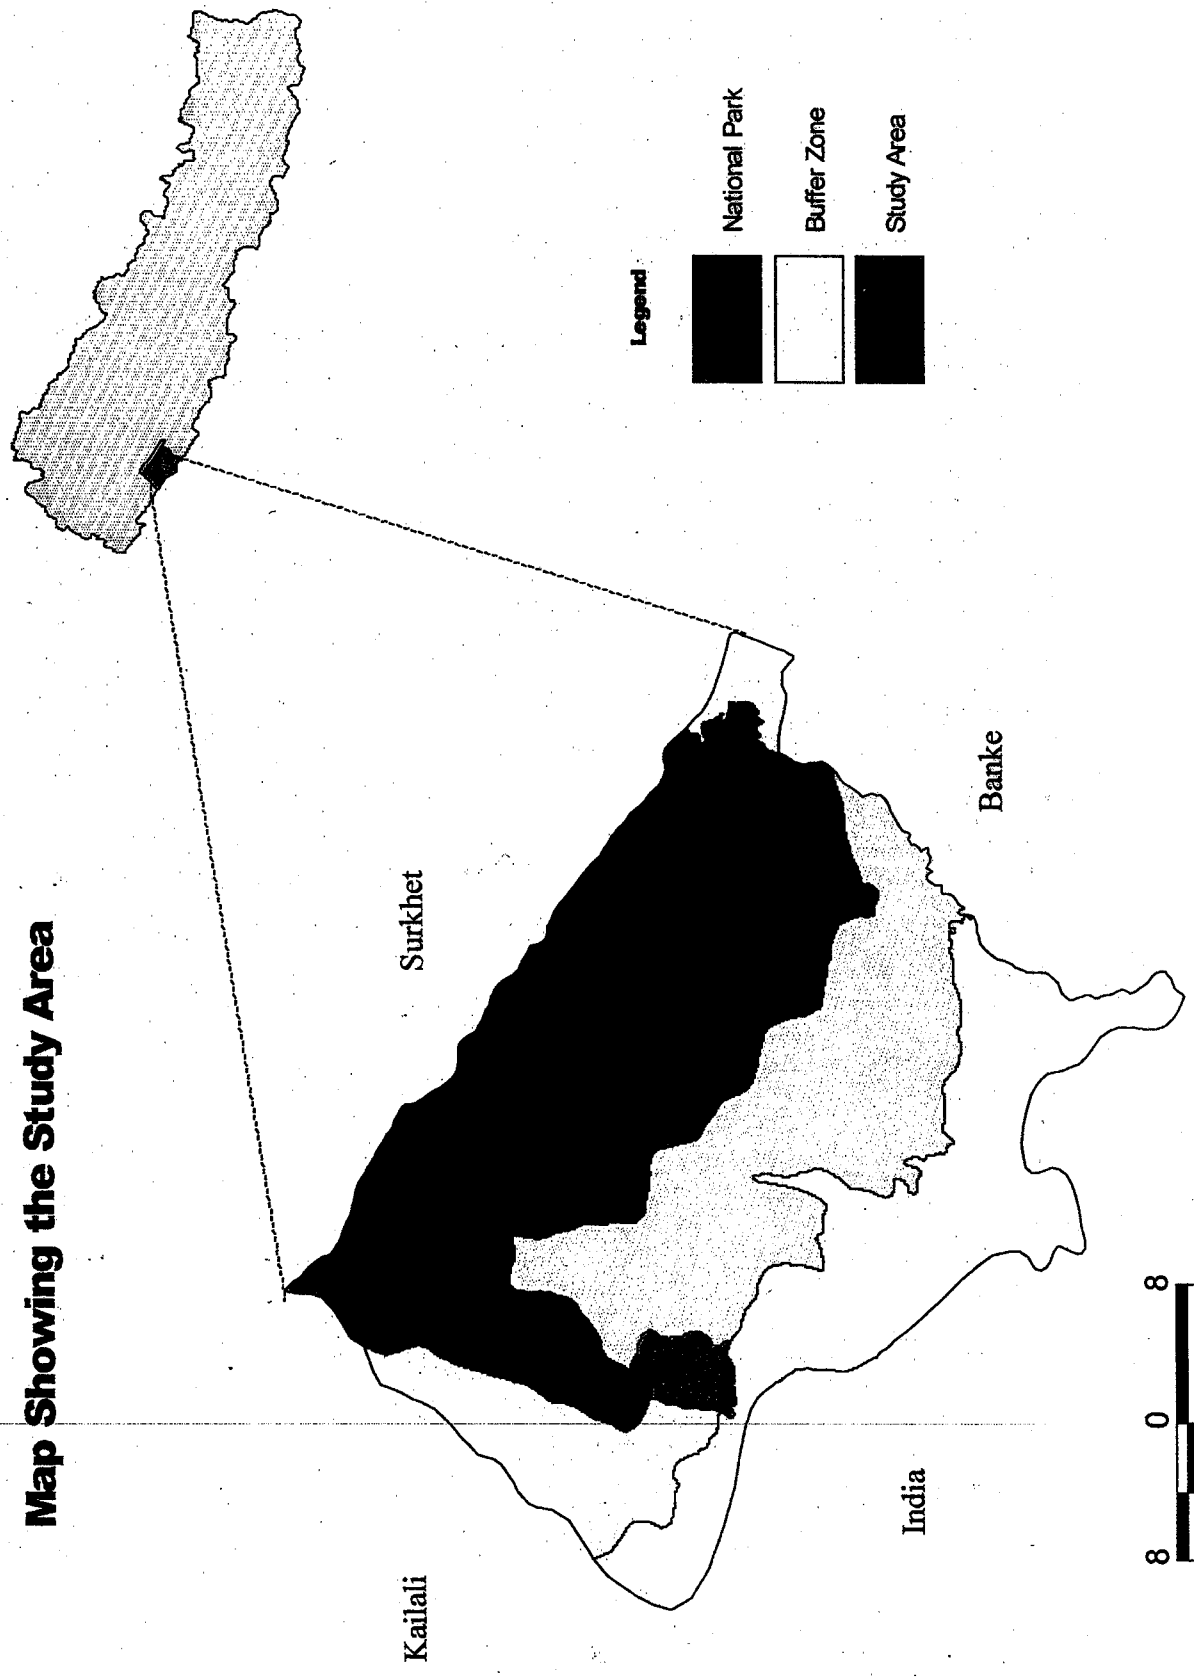 Map Showing the Study Area
Surkhet
Kailali
Banke
India
Legend
National Park
Buffer Zone
Study Area
8 0 8